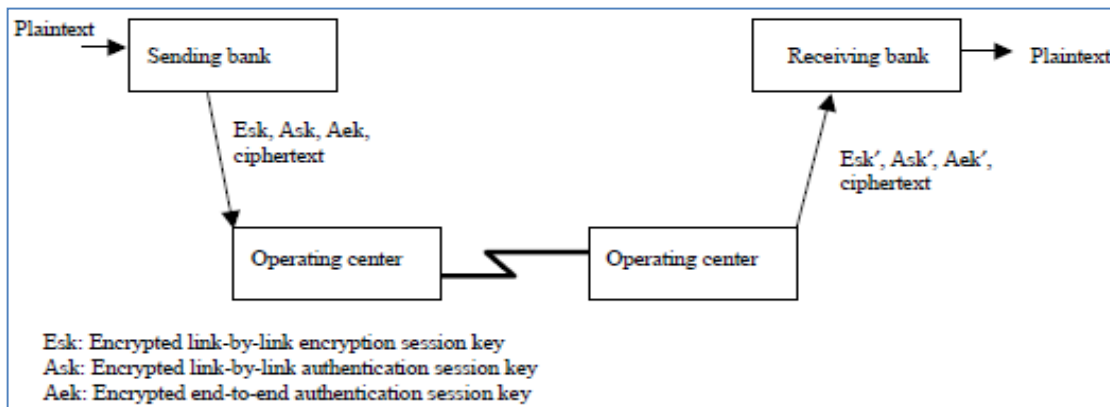 Plaintext
Sending bank
Receiving bank
Plaintext
Esk, Ask, Aek,
ciphertext
Esk′, Ask′, Aek′,
ciphertext
Operating center
Operating center
Esk: Encrypted link-by-link encryption session key
Ask: Encrypted link-by-link authentication session key
Aek: Encrypted end-to-end authentication session key